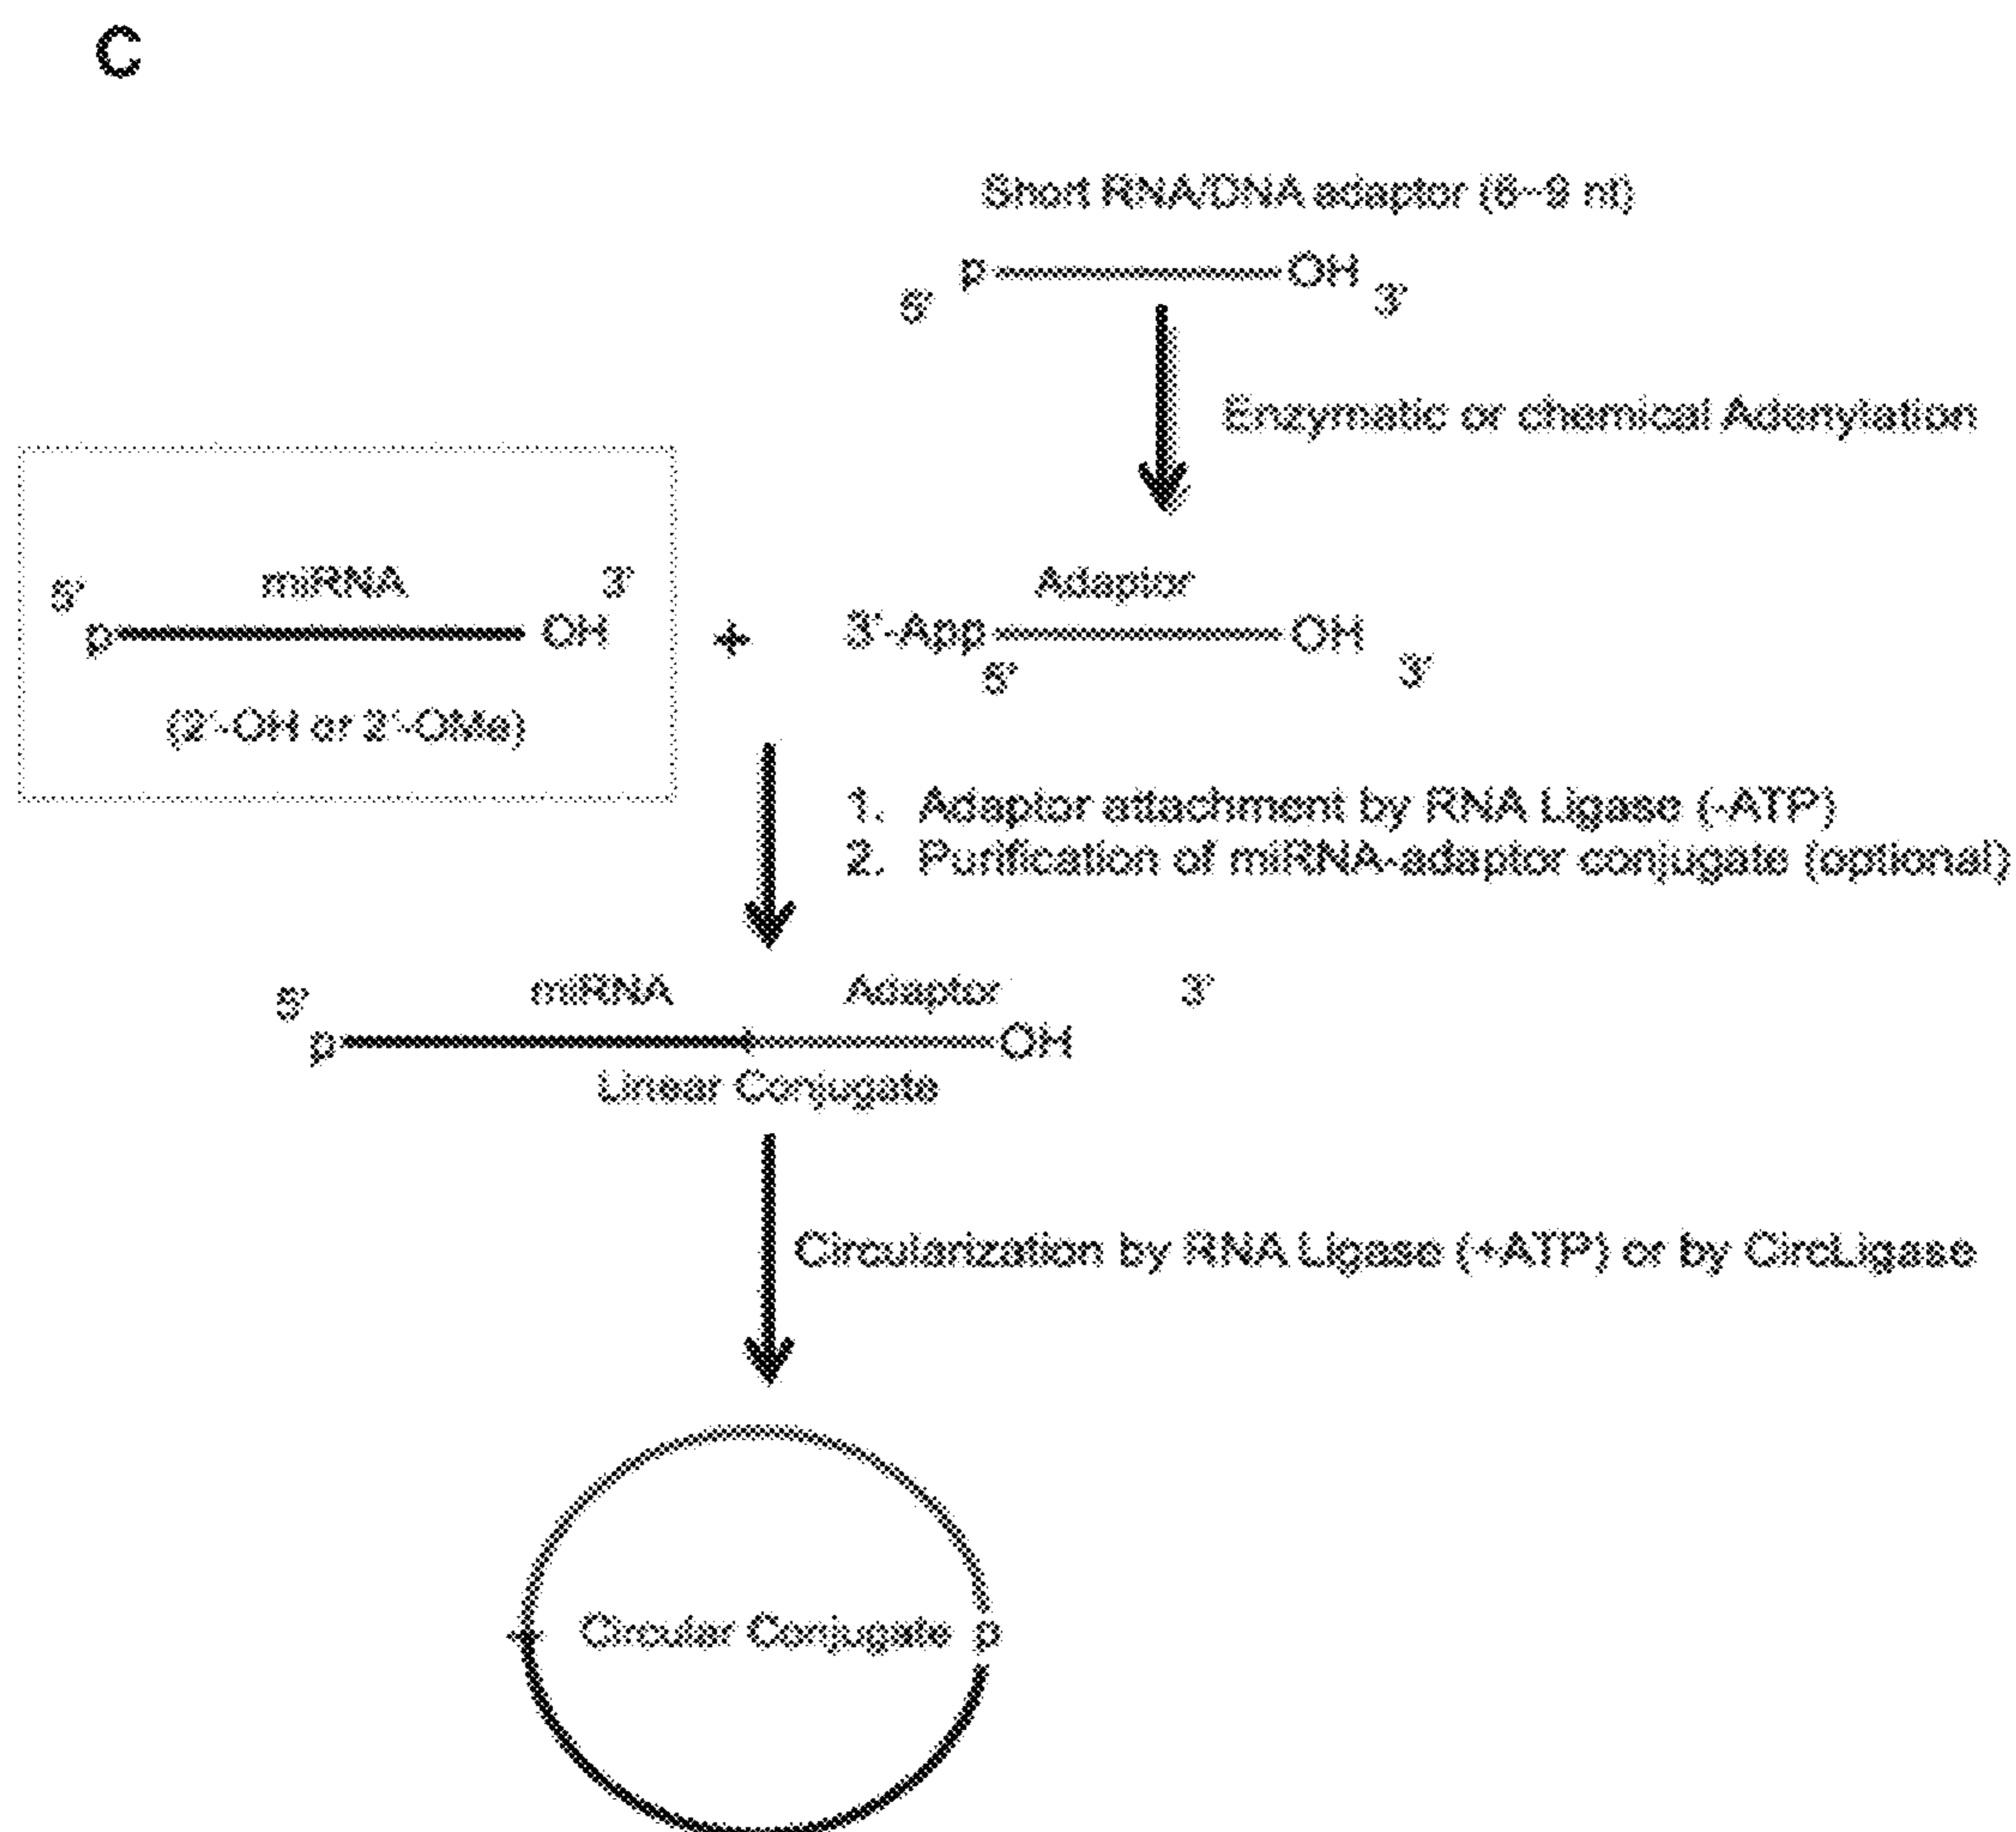 C
Short RNA/DNA adaptor (6~9 nt)
p OH
5' 3'
Enzymatic or chemical Adenylation
5' miRNA 3'
p OH
(2'-OH or 2'-OMe)
+
Adaptor
3'-App OH
5' 3'
1. Adaptor attachment by RNA Ligase (-ATP)
2. Purification of miRNA-adaptor conjugate (optional)
5' miRNA Adaptor 3'
p OH
Linear Conjugate
Circularization by RNA Ligase (+ATP) or by CircLigase
Circular Conjugate p